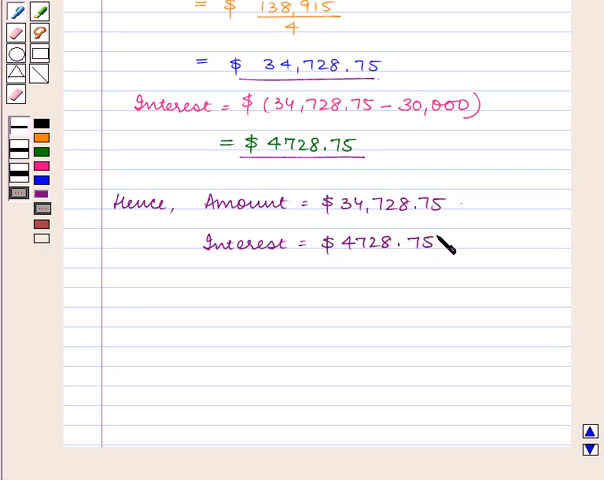 = $ 138,915
4
= $ 34,728.75
Interest = $ (34,728.75 - 30,000)
= $ 4728.75
Hence, Amount = $ 34,728.75
Interest = $ 4728.75